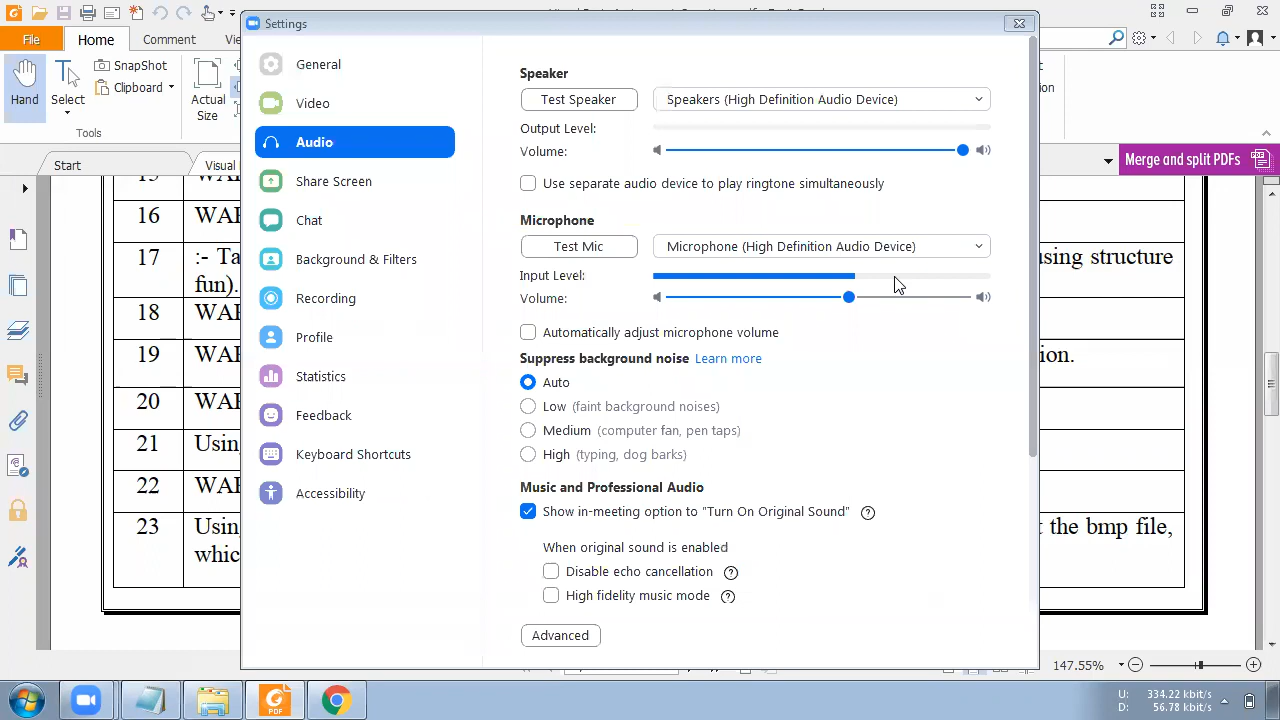 Settings
File
Home
Comment
SnapShot
Clipboard
Hand
Select
Actual
Size
Tools
Start
Merge and split PDFs
General
Video
Audio
Share Screen
Chat
Background & Filters
Recording
Profile
Statistics
Feedback
Keyboard Shortcuts
Accessibility
Speaker
Test Speaker
Speakers (High Definition Audio Device)
Output Level:
Volume:
Use separate audio device to play ringtone simultaneously
Microphone
Test Mic
Microphone (High Definition Audio Device)
Input Level:
Volume:
Automatically adjust microphone volume
Suppress background noise Learn more
Auto
Low (faint background noises)
Medium (computer fan, pen taps)
High (typing, dog barks)
Music and Professional Audio
Show in-meeting option to "Turn On Original Sound"
When original sound is enabled
Disable echo cancellation
High fidelity music mode
Advanced
16
17 using structure
fun).
18
19
20
21
22
23 the bmp file,
147.55%
PDF
U: 334.22 kbit/s
D: 56.78 kbit/s